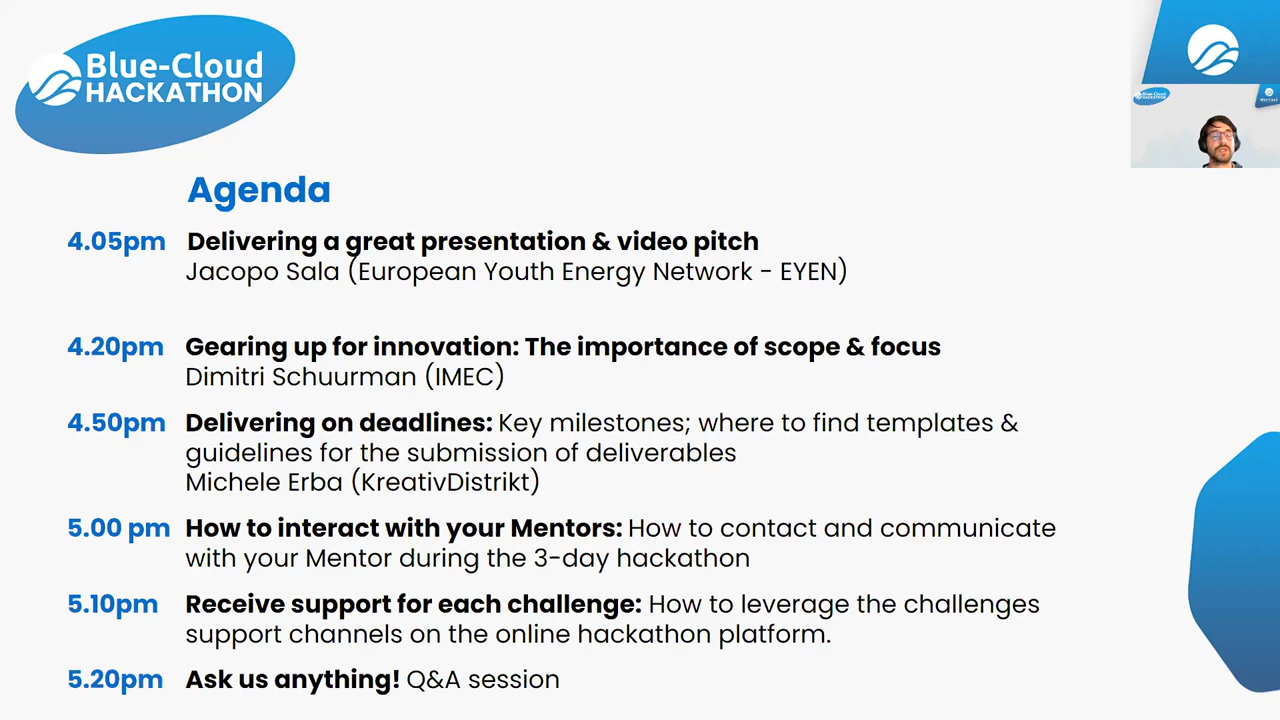 Blue-Cloud
HACKATHON
Blue-Cloud
HACKATHON
Agenda
4.05pm Delivering a great presentation & video pitch
Jacopo Sala (European Youth Energy Network - EYEN)
4.20pm Gearing up for innovation: The importance of scope & focus
Dimitri Schuurman (IMEC)
4.50pm Delivering on deadlines: Key milestones; where to find templates &
guidelines for the submission of deliverables
Michele Erba (KreativDistrikt)
5.00 pm How to interact with your Mentors: How to contact and communicate
with your Mentor during the 3-day hackathon
5.10pm Receive support for each challenge: How to leverage the challenges
support channels on the online hackathon platform.
5.20pm Ask us anything! Q&A session